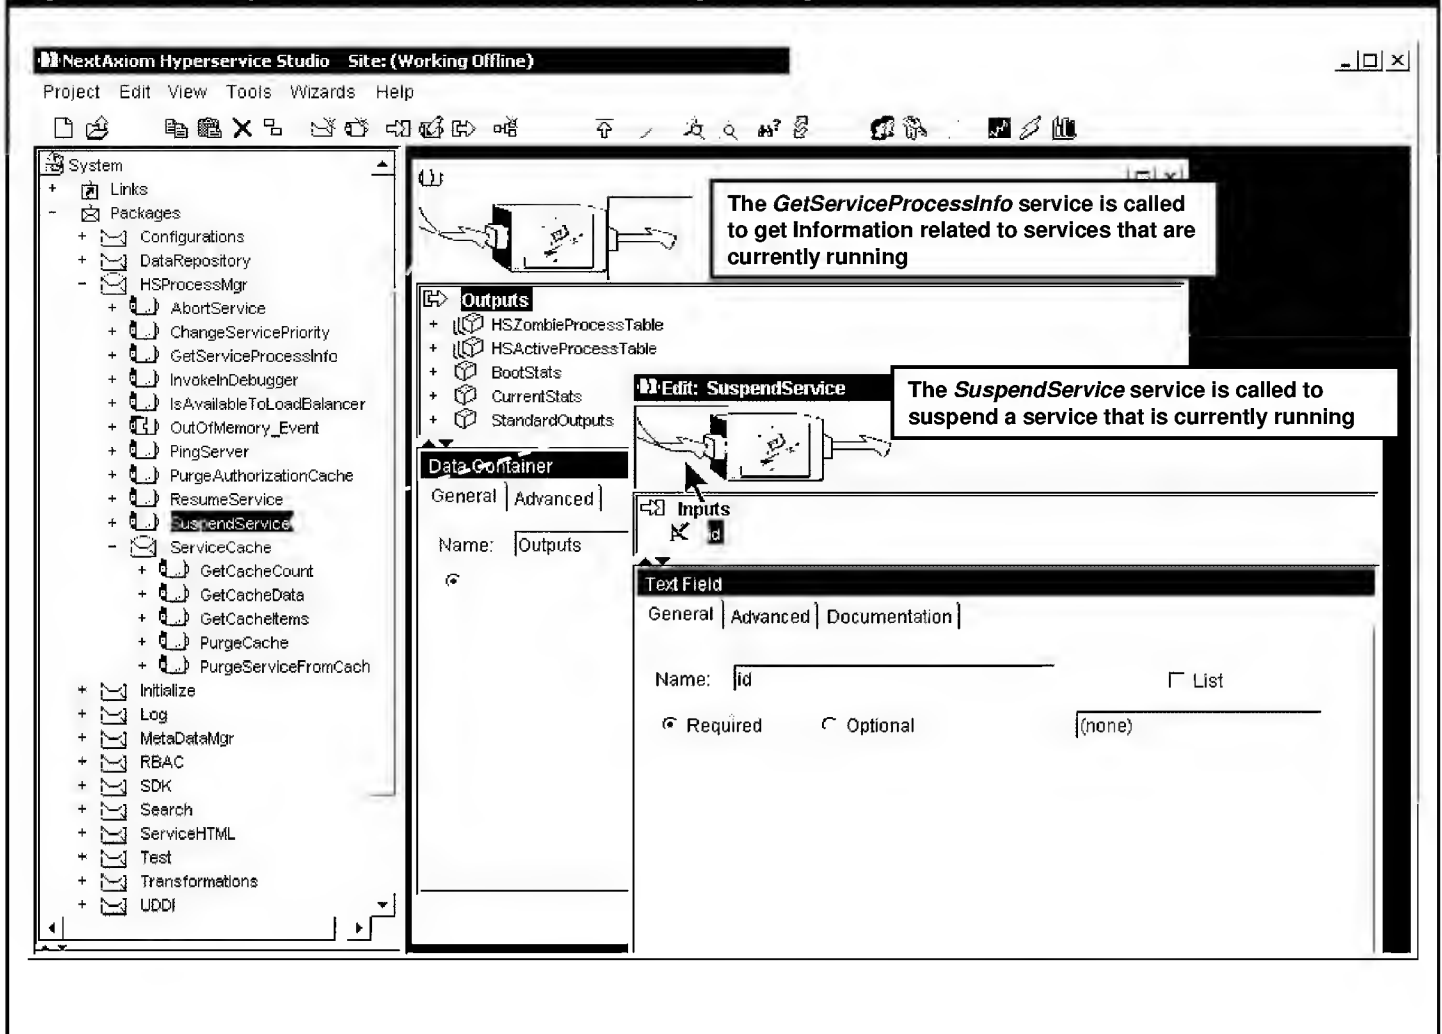 NextAxiom Hyperservice Studio Site: (Working Offline)
Project Edit View Tools Wizards Help
System
Links
Packages
Configurations
DataRepository
HSProcessMgr
AbortService
ChangeServicePriority
GetServiceProcessInfo
InvokeInDebugger
IsAvailableToLoadBalancer
OutOfMemory_Event
PingServer
PurgeAuthorizationCache
ResumeService
SuspendService
ServiceCache
GetCacheCount
GetCacheData
GetCacheItems
PurgeCache
PurgeServiceFromCach
Initialize
Log
MetaDataMgr
RBAC
SDK
Search
ServiceHTML
Test
Transformations
UDDI
The GetServiceProcessInfo service is called
to get Information related to services that are
currently running
Outputs
HSZombieProcessTable
HSActiveProcessTable
BootStats
CurrentStats
StandardOutputs
Data Container
General Advanced
Name: Outputs
Edit: SuspendService
The SuspendService service is called to
suspend a service that is currently running
Inputs
id
Text Field
General Advanced Documentation
Name: id List
Required Optional (none)